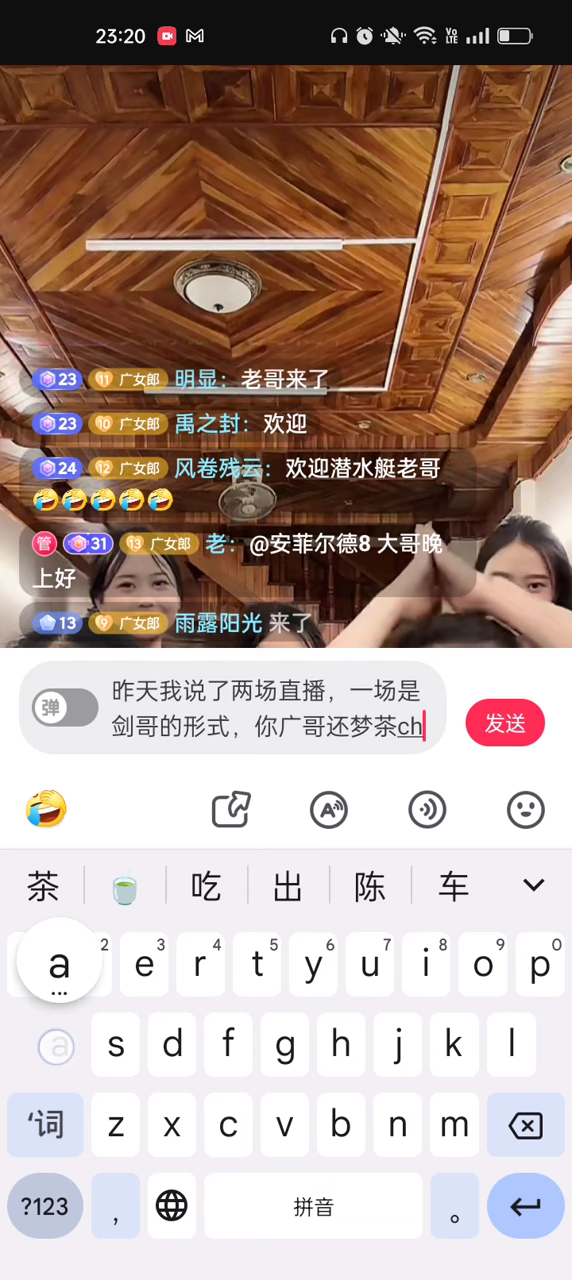 23:20
VoLTE
23 11 广女郎 明显：老哥来了
23 10 广女郎 禹之封：欢迎
24 12 广女郎 风卷残云：欢迎潜水艇老哥
🤣🤣🤣🤣🤣
管 31 13 广女郎 老：@安菲尔德8 大哥晚
上好
13 9 广女郎 雨露阳光 来了
弹 昨天我说了两场直播，一场是
剑哥的形式，你广哥还梦茶ch
发送
茶 🍵 吃 出 陈 车
a 2 e 3 r 4 t 5 y 6 u 7 i 8 o 9 p 0
a s d f g h j k l
‘词 z x c v b n m
?123 , 拼音 。